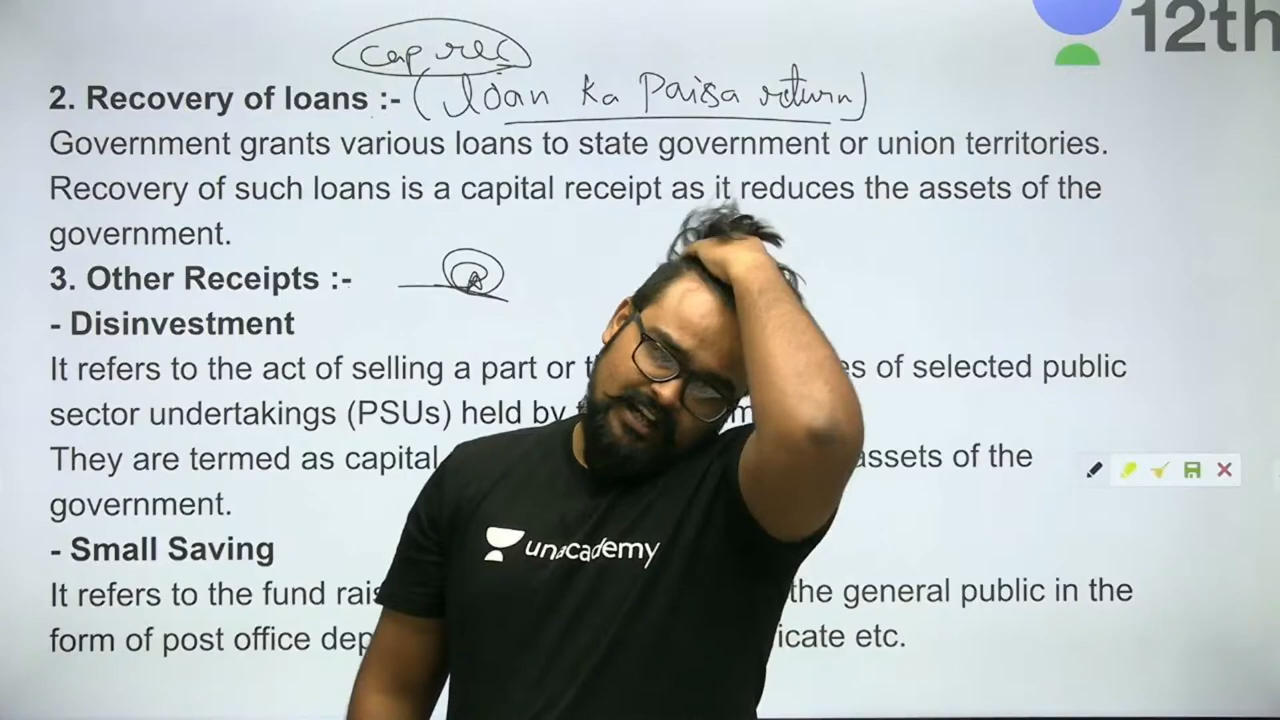 12th
cap rec
2. Recovery of loans :- (loan ka paisa return)
Government grants various loans to state government or union territories.
Recovery of such loans is a capital receipt as it reduces the assets of the
government.
3. Other Receipts :-
- Disinvestment
It refers to the act of selling a part or of selected public
sector undertakings (PSUs) held by
They are termed as capital assets of the
government.
- Small Saving
It refers to the fund the general public in the
form of post office etc.
unacademy